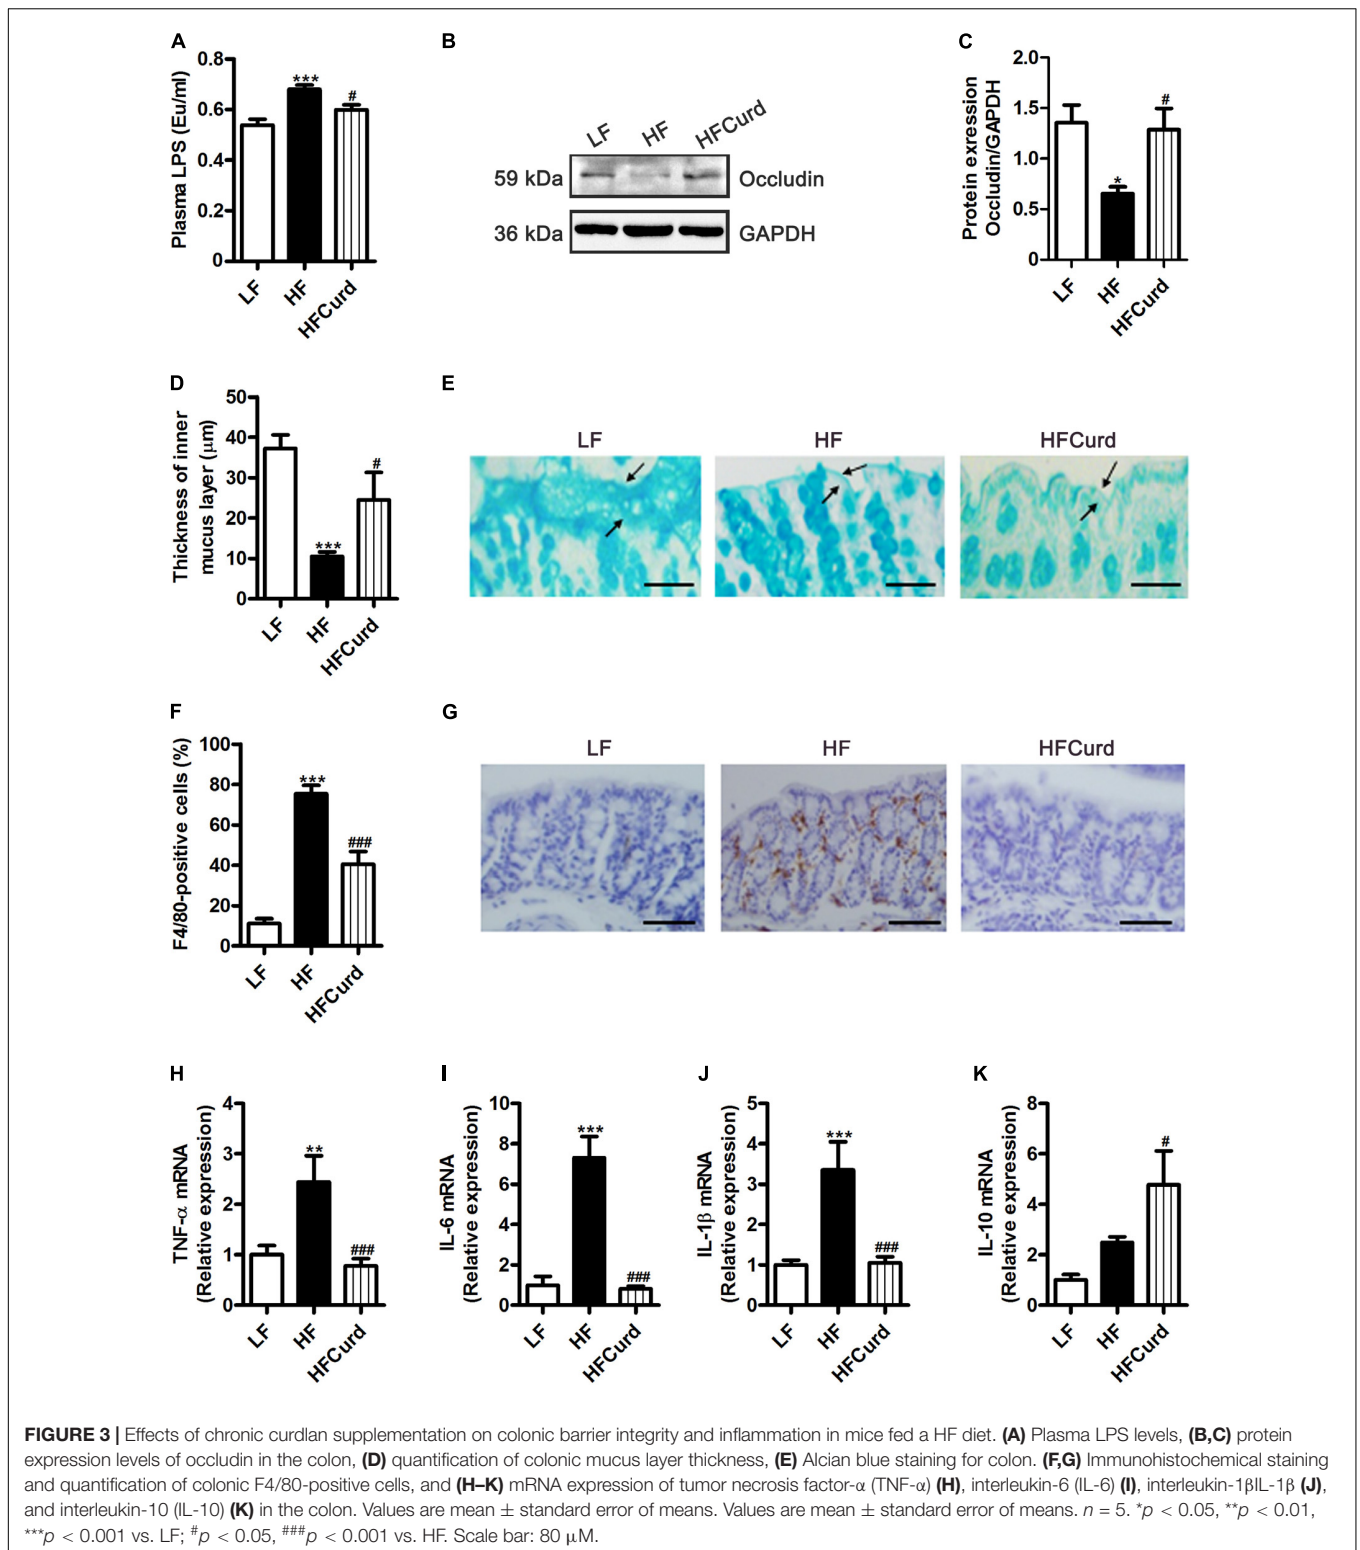 A
Plasma LPS (Eu/ml)
0.8
0.6
0.4
0.2
0
***
#
LF
HF
HFCurd
B
LF HF HFCurd
59 kDa Occludin
36 kDa GAPDH
C
Protein exression
Occludin/GAPDH
2.0
1.5
1.0
0.5
0
*
#
LF
HF
HFCurd
D
Thickness of inner
mucus layer (μm)
50
40
30
20
10
0
***
#
LF
HF
HFCurd
E
LF HF HFCurd
F
F4/80-positive cells (%)
100
80
60
40
20
0
***
###
LF
HF
HFCurd
G
LF HF HFCurd
H
TNF-α mRNA
(Relative expression)
4
3
2
1
0
**
###
LF
HF
HFCurd
I
IL-6 mRNA
(Relative expression)
10
8
6
4
2
0
***
###
LF
HF
HFCurd
J
IL-1β mRNA
(Relative expression)
5
4
3
2
1
0
***
###
LF
HF
HFCurd
K
IL-10 mRNA
(Relative expression)
8
6
4
2
0
#
LF
HF
HFCurd
FIGURE 3 | Effects of chronic curdlan supplementation on colonic barrier integrity and inflammation in mice fed a HF diet. (A) Plasma LPS levels, (B,C) protein
expression levels of occludin in the colon, (D) quantification of colonic mucus layer thickness, (E) Alcian blue staining for colon. (F,G) Immunohistochemical staining
and quantification of colonic F4/80-positive cells, and (H–K) mRNA expression of tumor necrosis factor-α (TNF-α) (H), interleukin-6 (IL-6) (I), interleukin-1βIL-1β (J),
and interleukin-10 (IL-10) (K) in the colon. Values are mean ± standard error of means. Values are mean ± standard error of means. n = 5. *p < 0.05, **p < 0.01,
***p < 0.001 vs. LF; #p < 0.05, ###p < 0.001 vs. HF. Scale bar: 80 μM.